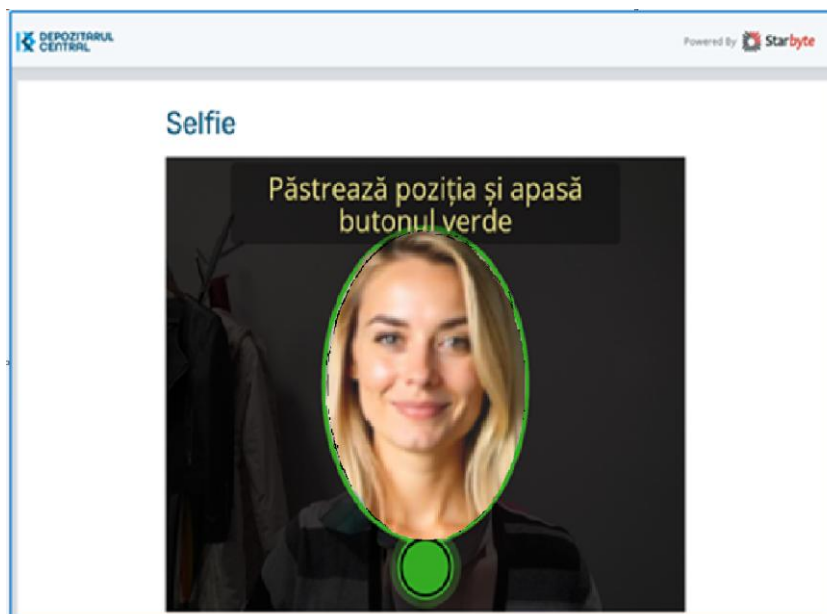 DEPOZITARUL
CENTRAL
Powered By Starbyte
Selfie
Păstrează poziția și apasă
butonul verde